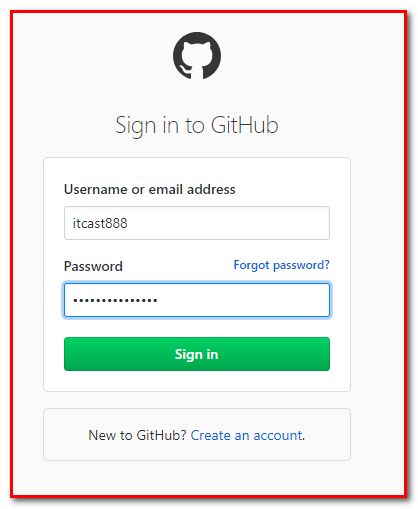 Sign in to GitHub
Username or email address
itcast888
Password Forgot password?
•••••••••••••••
Sign in
New to GitHub? Create an account.